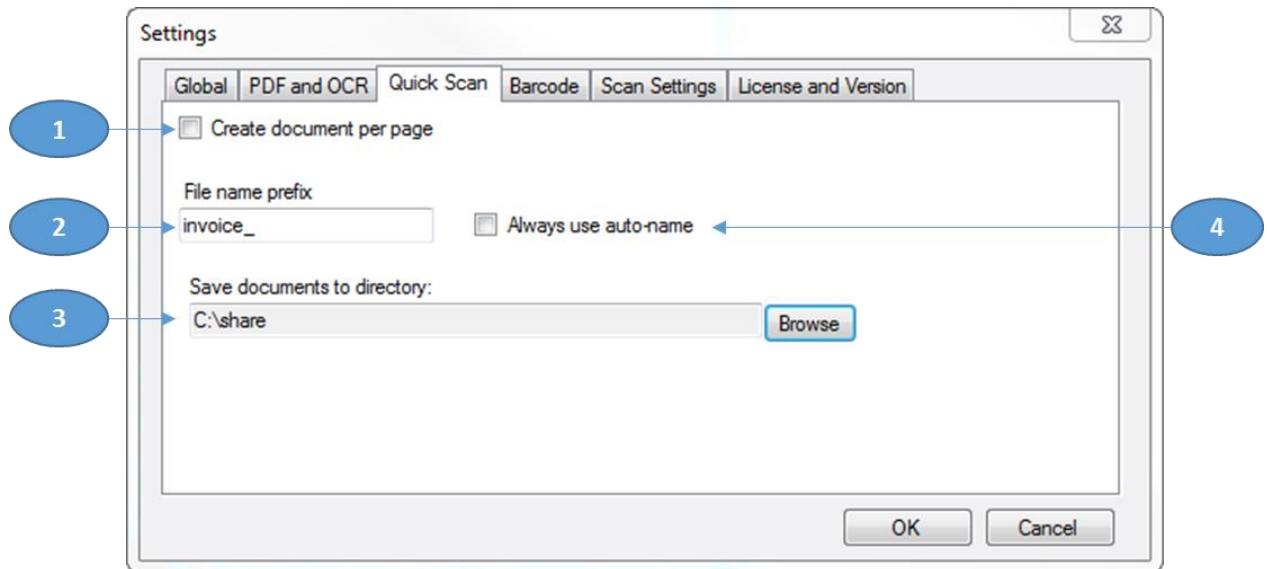 Settings
Global PDF and OCR Quick Scan Barcode Scan Settings License and Version
1 Create document per page
File name prefix
2 invoice_ Always use auto-name 4
Save documents to directory:
3 C:\share Browse
OK Cancel